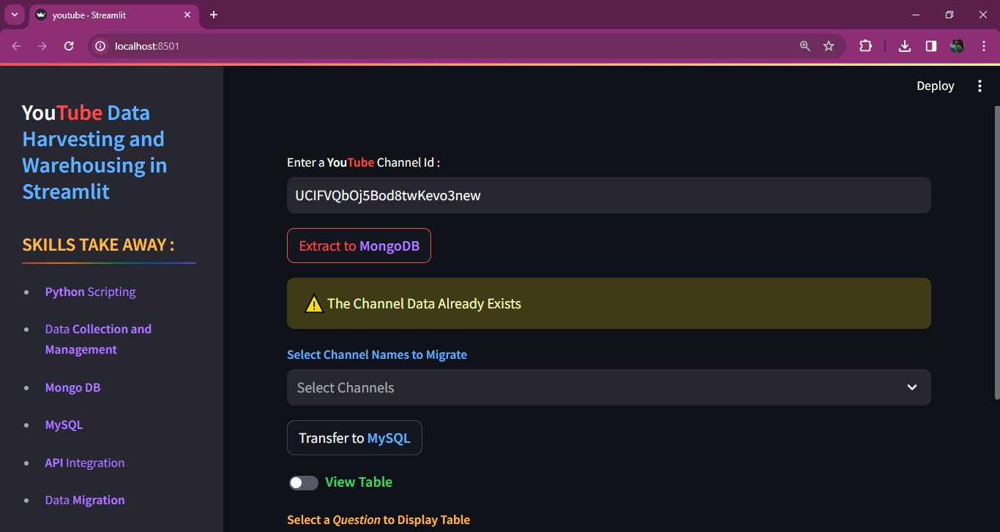 youtube · Streamlit
localhost:8501
Deploy
YouTube Data
Harvesting and
Warehousing in
Streamlit
SKILLS TAKE AWAY :
Python Scripting
Data Collection and
Management
Mongo DB
MySQL
API Integration
Data Migration
Enter a YouTube Channel Id :
UCIFVQbOj5Bod8twKevo3new
Extract to MongoDB
The Channel Data Already Exists
Select Channel Names to Migrate
Select Channels
Transfer to MySQL
View Table
Select a Question to Display Table